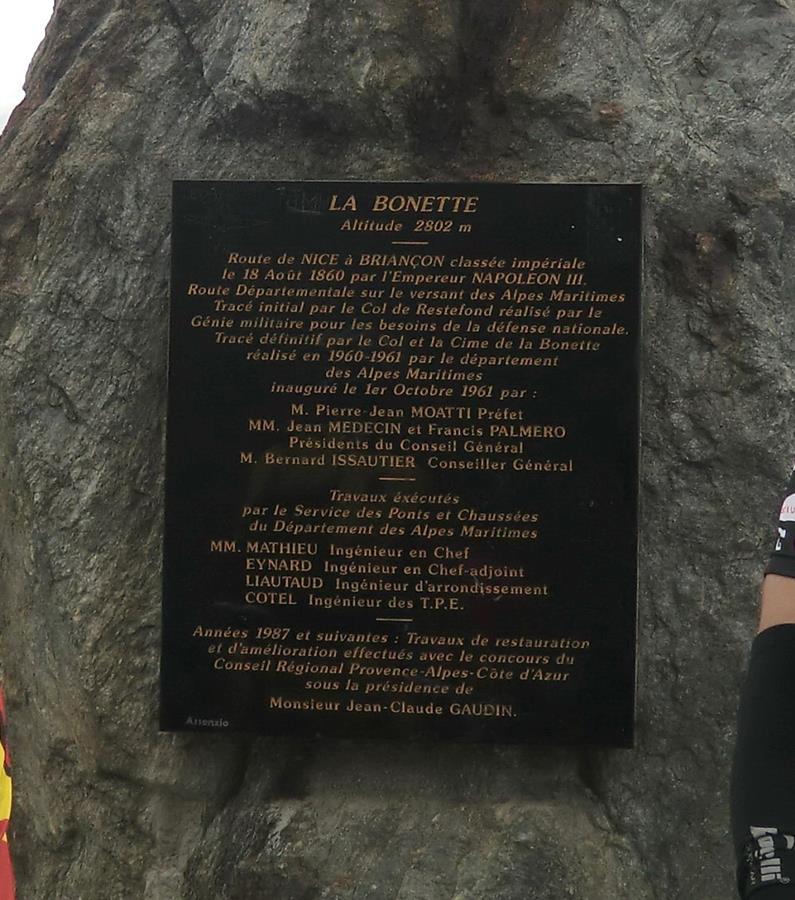 LA BONETTE
Altitude 2802 m
Route de NICE à BRIANÇON classée impériale
le 18 Août 1860 par l'Empereur NAPOLEON III.
Route Départementale sur le versant des Alpes Maritimes
Tracé initial par le Col de Restefond réalisé par le
Génie militaire pour les besoins de la défense nationale.
Tracé définitif par le Col et la Cime de la Bonette
réalisé en 1960-1961 par le département
des Alpes Maritimes
inauguré le 1er Octobre 1961 par :
M. Pierre-Jean MOATTI Préfet
MM. Jean MEDECIN et Francis PALMERO
Présidents du Conseil Général
M. Bernard ISSAUTIER Conseiller Général
Travaux éxécutés
par le Service des Ponts et Chaussées
du Département des Alpes Maritimes
MM. MATHIEU Ingénieur en Chef
EYNARD Ingénieur en Chef-adjoint
LIAUTAUD Ingénieur d'arrondissement
COTEL Ingénieur des T.P.E.
Années 1987 et suivantes : Travaux de restauration
et d'amélioration effectués avec le concours du
Conseil Régional Provence-Alpes-Côte d'Azur
sous la présidence de
Monsieur Jean-Claude GAUDIN.
Assenzio